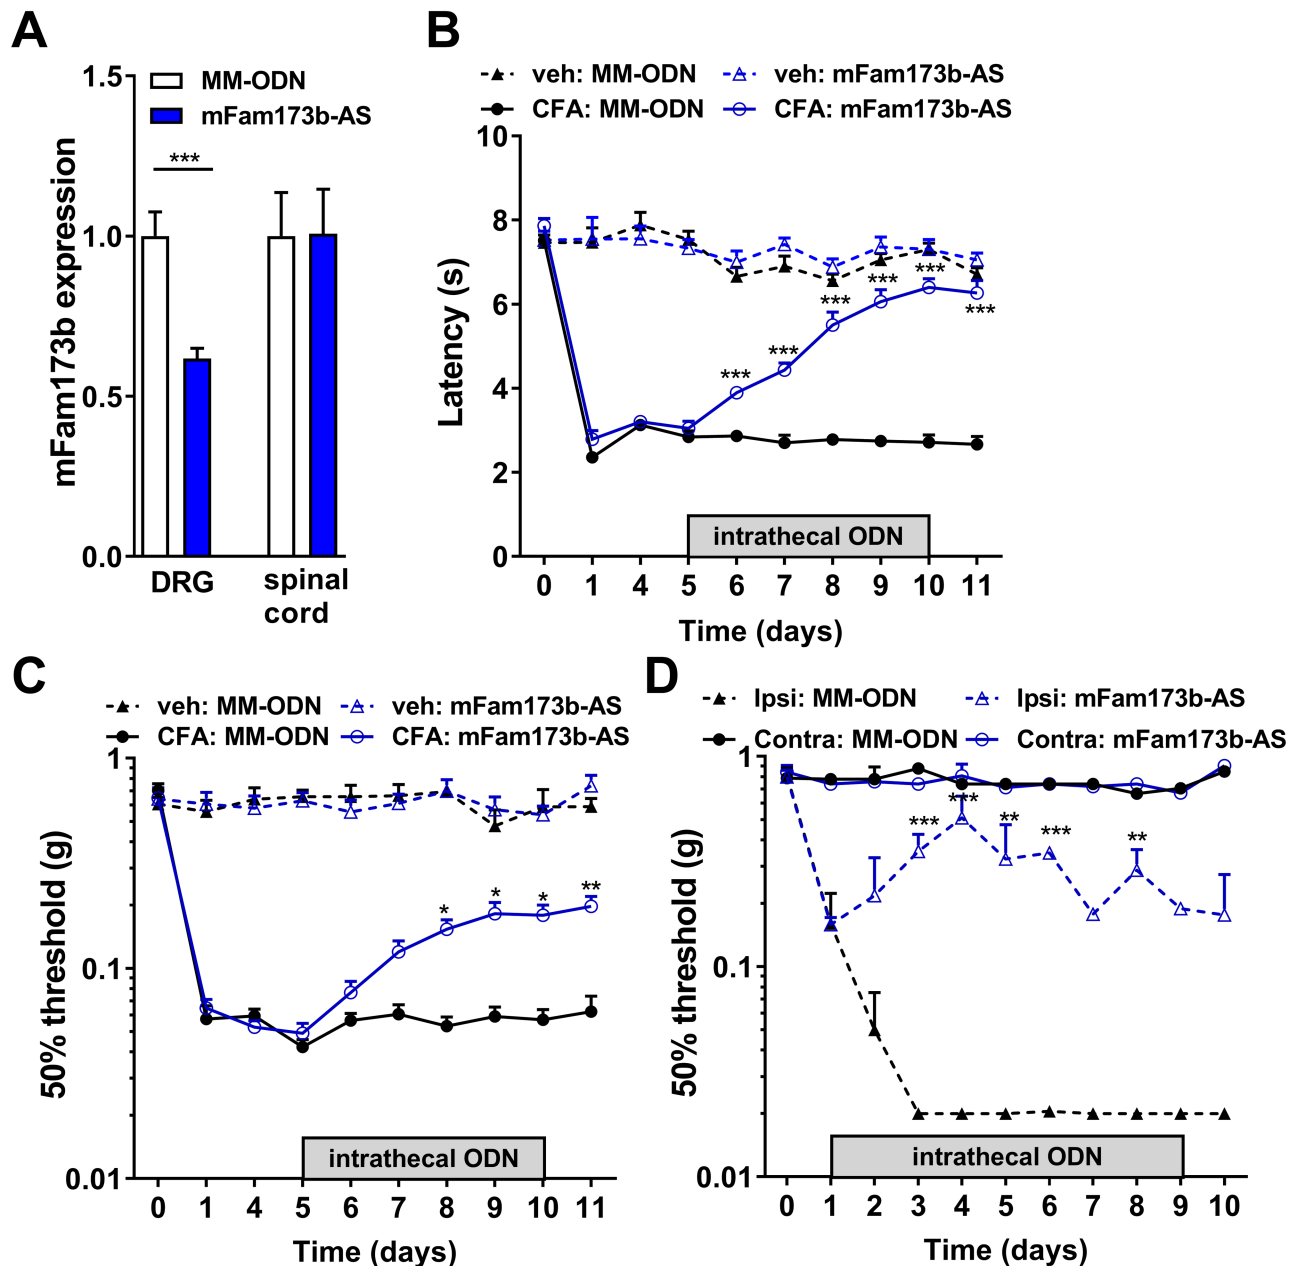 A
MM-ODN
mFam173b-AS
***
mFam173b expression
1.5
1.0
0.5
0.0
DRG
spinal
cord
B
veh: MM-ODN
veh: mFam173b-AS
CFA: MM-ODN
CFA: mFam173b-AS
Latency (s)
10
8
6
4
2
0
***
***
***
***
***
***
intrathecal ODN
0 1 4 5 6 7 8 9 10 11
Time (days)
C
veh: MM-ODN
veh: mFam173b-AS
CFA: MM-ODN
CFA: mFam173b-AS
50% threshold (g)
1
0.1
0.01
*
*
*
**
intrathecal ODN
0 1 4 5 6 7 8 9 10 11
Time (days)
D
Ipsi: MM-ODN
Ipsi: mFam173b-AS
Contra: MM-ODN
Contra: mFam173b-AS
50% threshold (g)
1
0.1
0.01
***
***
**
***
**
intrathecal ODN
0 1 2 3 4 5 6 7 8 9 10
Time (days)